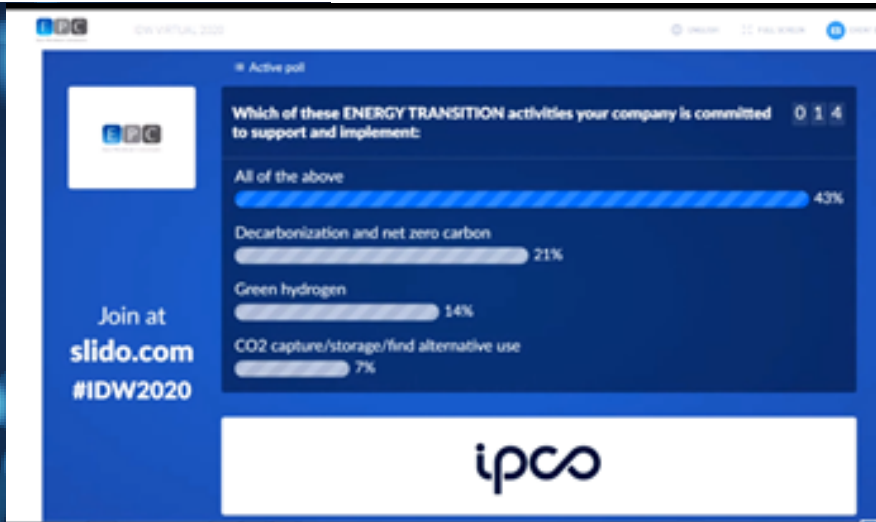 EPC
IDW VIRTUAL 2020
ENGLISH
FULL SCREEN
Active poll
EPC
Which of these ENERGY TRANSITION activities your company is committed
to support and implement:
0 1 4
All of the above
43%
Decarbonization and net zero carbon
21%
Green hydrogen
14%
CO2 capture/storage/find alternative use
7%
Join at
slido.com
#IDW2020
ipco